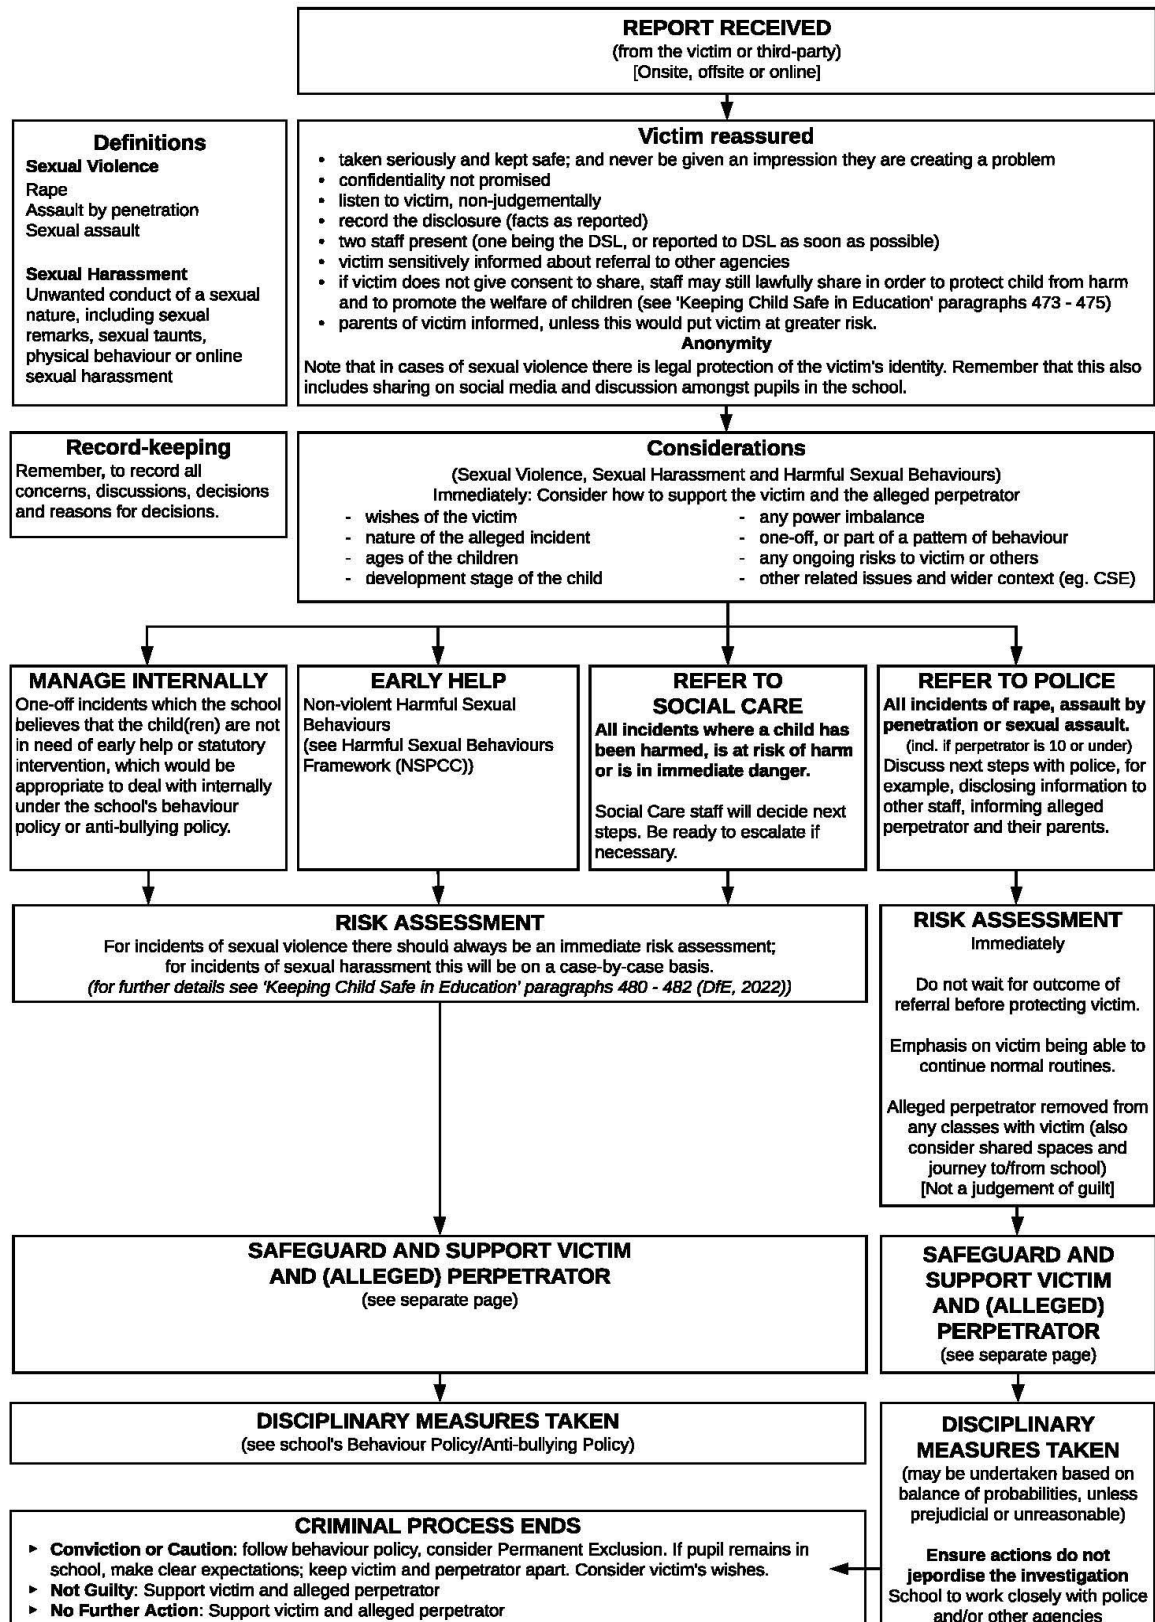 REPORT RECEIVED
(from the victim or third-party)
[Onsite, offsite or online]
Definitions
Sexual Violence
Rape
Assault by penetration
Sexual assault
Sexual Harassment
Unwanted conduct of a sexual
nature, including sexual
remarks, sexual taunts,
physical behaviour or online
sexual harassment
Victim reassured
• taken seriously and kept safe; and never be given an impression they are creating a problem
• confidentiality not promised
• listen to victim, non-judgementally
• record the disclosure (facts as reported)
• two staff present (one being the DSL, or reported to DSL as soon as possible)
• victim sensitively informed about referral to other agencies
• if victim does not give consent to share, staff may still lawfully share in order to protect child from harm
and to promote the welfare of children (see 'Keeping Child Safe in Education' paragraphs 473 - 475)
• parents of victim informed, unless this would put victim at greater risk.
Anonymity
Note that in cases of sexual violence there is legal protection of the victim's identity. Remember that this also
includes sharing on social media and discussion amongst pupils in the school.
Record-keeping
Remember, to record all
concerns, discussions, decisions
and reasons for decisions.
Considerations
(Sexual Violence, Sexual Harassment and Harmful Sexual Behaviours)
Immediately: Consider how to support the victim and the alleged perpetrator
- wishes of the victim
- nature of the alleged incident
- ages of the children
- development stage of the child
- any power imbalance
- one-off, or part of a pattern of behaviour
- any ongoing risks to victim or others
- other related issues and wider context (eg. CSE)
MANAGE INTERNALLY
One-off incidents which the school
believes that the child(ren) are not
in need of early help or statutory
intervention, which would be
appropriate to deal with internally
under the school's behaviour
policy or anti-bullying policy.
EARLY HELP
Non-violent Harmful Sexual
Behaviours
(see Harmful Sexual Behaviours
Framework (NSPCC))
REFER TO
SOCIAL CARE
All incidents where a child has
been harmed, is at risk of harm
or is in immediate danger.
Social Care staff will decide next
steps. Be ready to escalate if
necessary.
REFER TO POLICE
All incidents of rape, assault by
penetration or sexual assault.
(incl. if perpetrator is 10 or under)
Discuss next steps with police, for
example, disclosing information to
other staff, informing alleged
perpetrator and their parents.
RISK ASSESSMENT
For incidents of sexual violence there should always be an immediate risk assessment;
for incidents of sexual harassment this will be on a case-by-case basis.
(for further details see 'Keeping Child Safe in Education' paragraphs 480 - 482 (DfE, 2022))
RISK ASSESSMENT
Immediately
Do not wait for outcome of
referral before protecting victim.
Emphasis on victim being able to
continue normal routines.
Alleged perpetrator removed from
any classes with victim (also
consider shared spaces and
journey to/from school)
[Not a judgement of guilt]
SAFEGUARD AND SUPPORT VICTIM
AND (ALLEGED) PERPETRATOR
(see separate page)
SAFEGUARD AND
SUPPORT VICTIM
AND (ALLEGED)
PERPETRATOR
(see separate page)
DISCIPLINARY MEASURES TAKEN
(see school's Behaviour Policy/Anti-bullying Policy)
DISCIPLINARY
MEASURES TAKEN
(may be undertaken based on
balance of probabilities, unless
prejudicial or unreasonable)
Ensure actions do not
jepordise the investigation
School to work closely with police
and/or other agencies
CRIMINAL PROCESS ENDS
► Conviction or Caution: follow behaviour policy, consider Permanent Exclusion. If pupil remains in
school, make clear expectations; keep victim and perpetrator apart. Consider victim's wishes.
► Not Guilty: Support victim and alleged perpetrator
► No Further Action: Support victim and alleged perpetrator